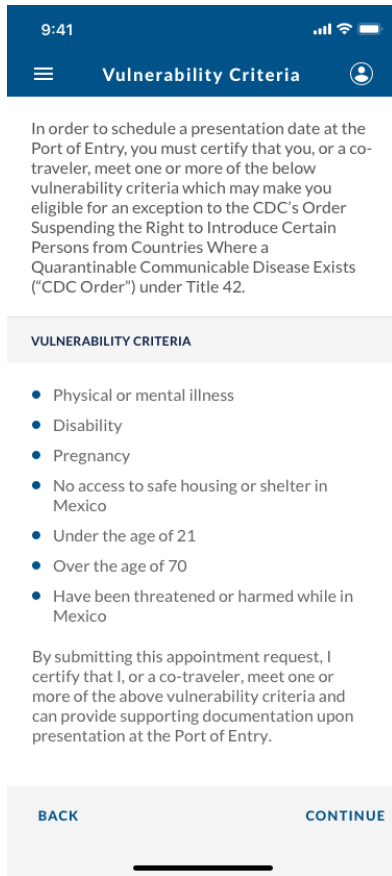 9:41
Vulnerability Criteria
In order to schedule a presentation date at the
Port of Entry, you must certify that you, or a co-
traveler, meet one or more of the below
vulnerability criteria which may make you
eligible for an exception to the CDC's Order
Suspending the Right to Introduce Certain
Persons from Countries Where a
Quarantinable Communicable Disease Exists
(“CDC Order”) under Title 42.
VULNERABILITY CRITERIA
• Physical or mental illness
• Disability
• Pregnancy
• No access to safe housing or shelter in
Mexico
• Under the age of 21
• Over the age of 70
• Have been threatened or harmed while in
Mexico
By submitting this appointment request, I
certify that I, or a co-traveler, meet one or
more of the above vulnerability criteria and
can provide supporting documentation upon
presentation at the Port of Entry.
BACK
CONTINUE